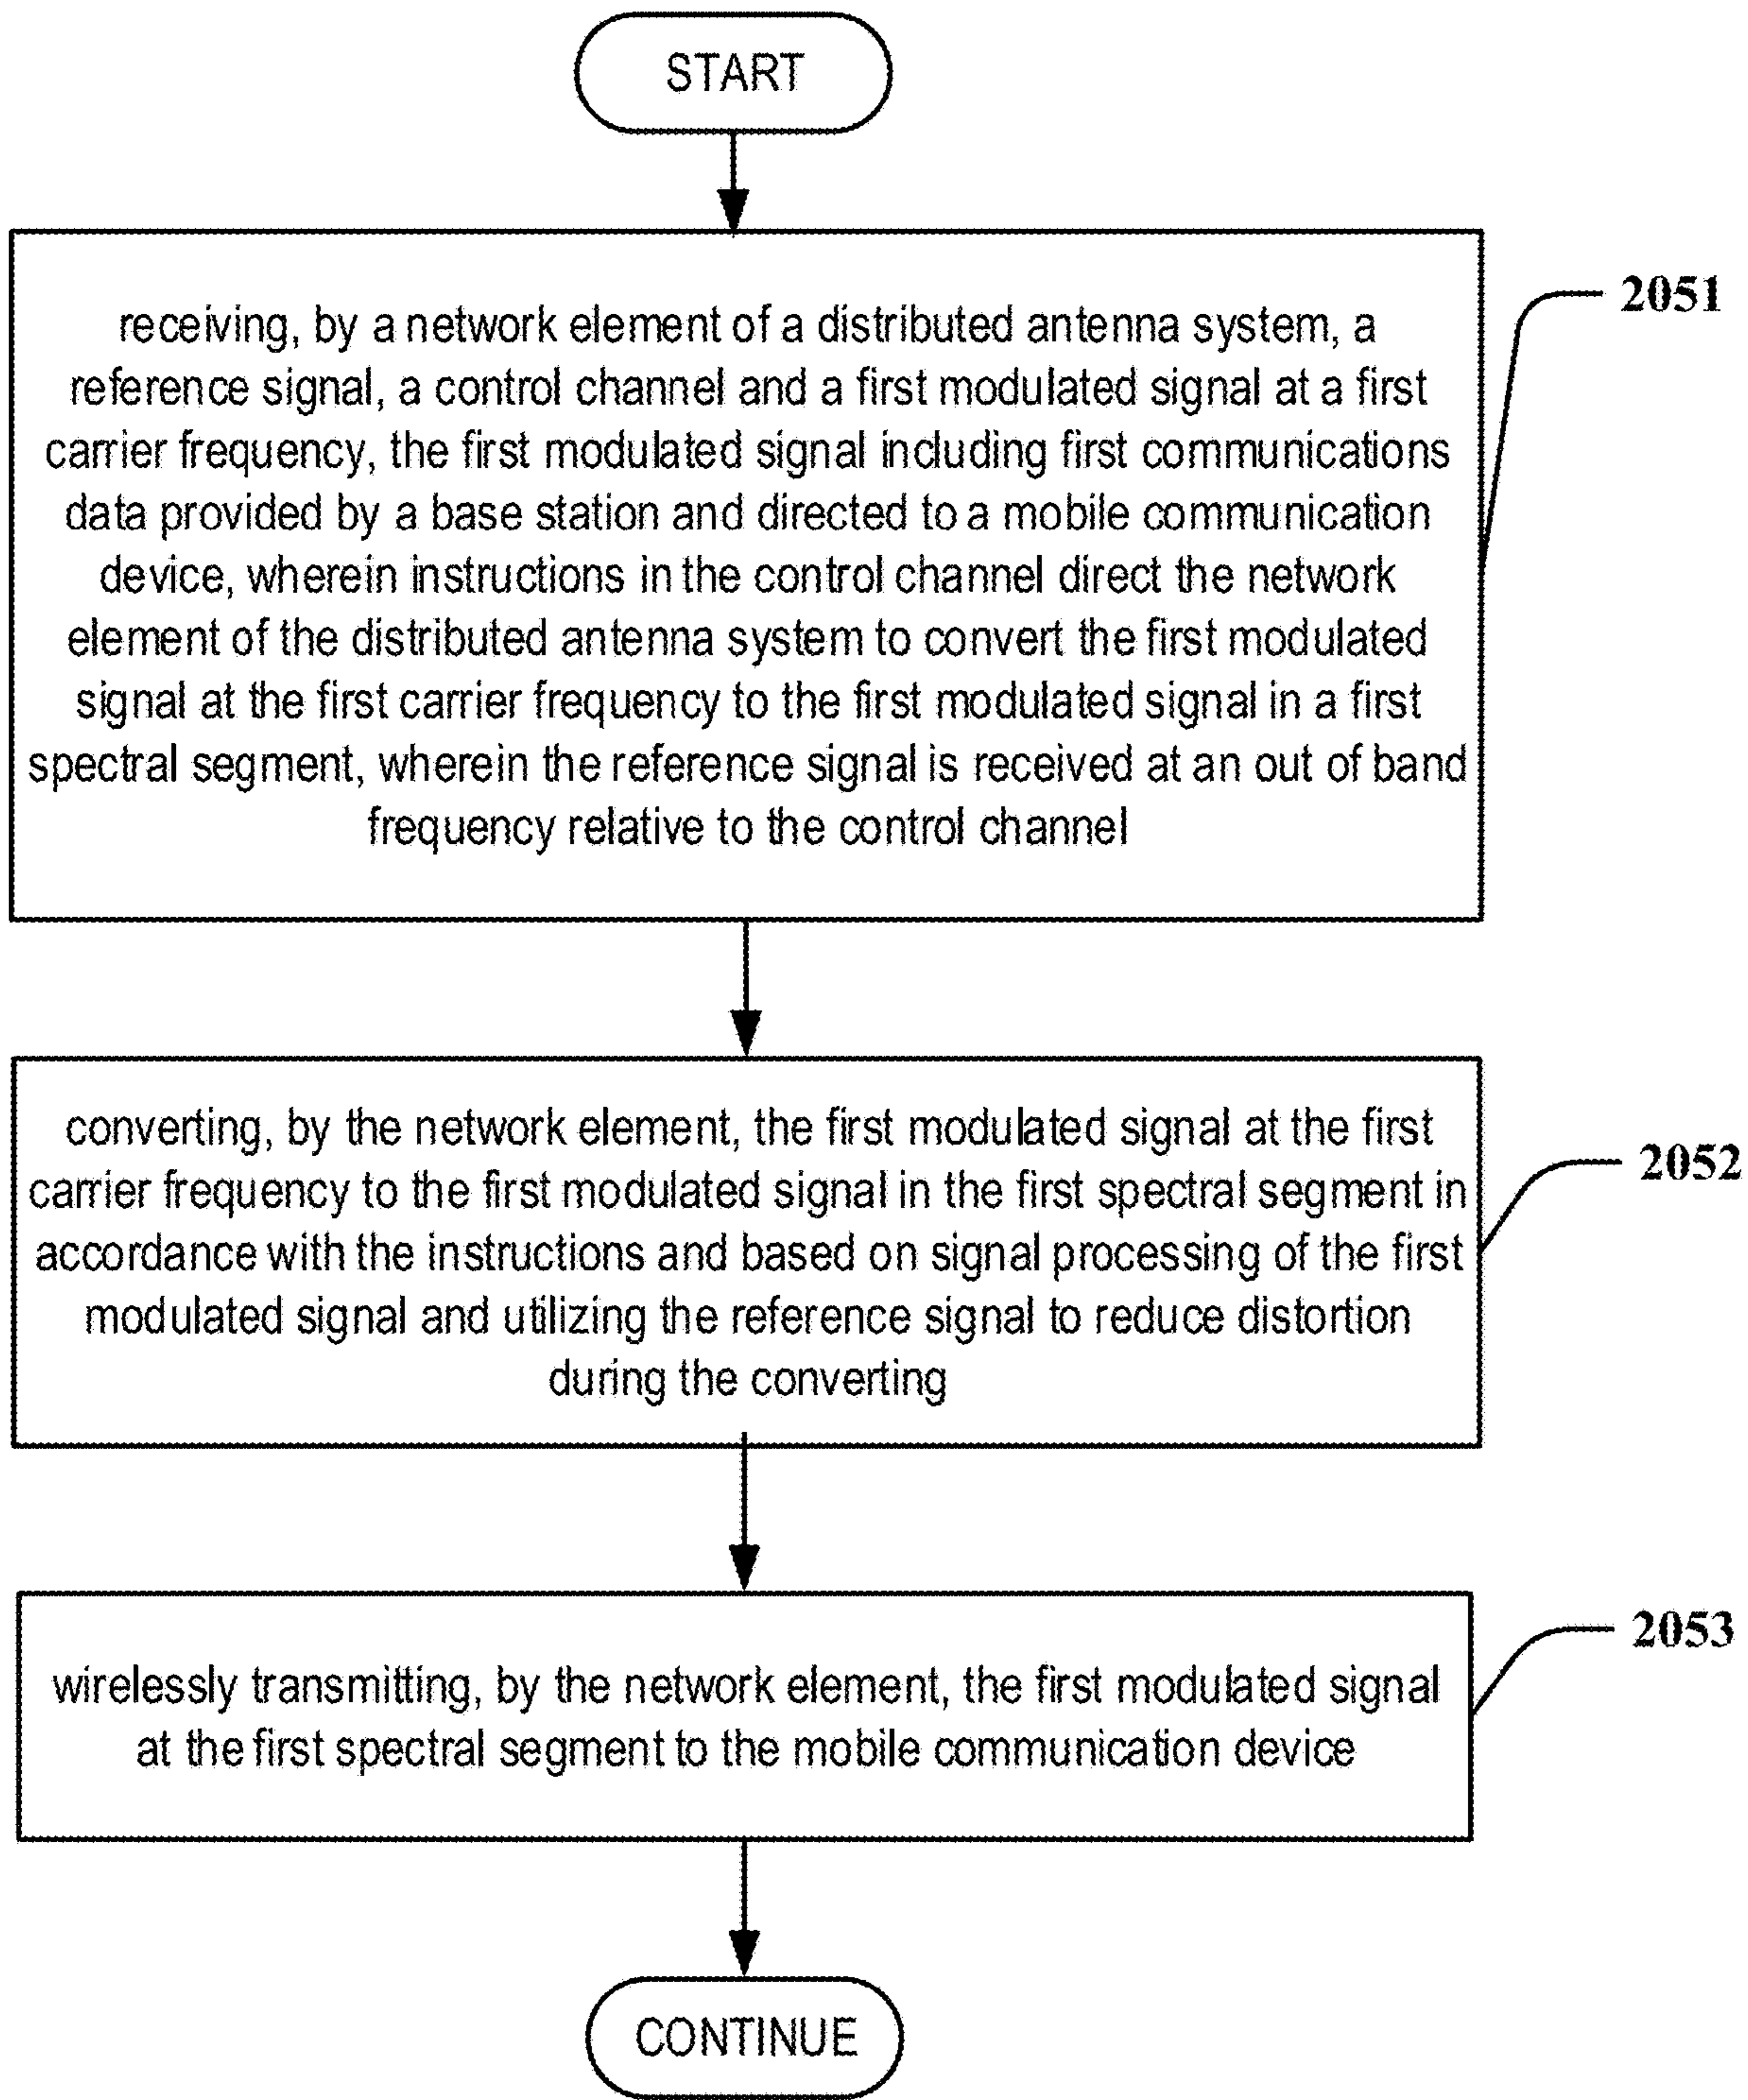 START
receiving, by a network element of a distributed antenna system, a
reference signal, a control channel and a first modulated signal at a first
carrier frequency, the first modulated signal including first communications
data provided by a base station and directed to a mobile communication
device, wherein instructions in the control channel direct the network
element of the distributed antenna system to convert the first modulated
signal at the first carrier frequency to the first modulated signal in a first
spectral segment, wherein the reference signal is received at an out of band
frequency relative to the control channel
2051
converting, by the network element, the first modulated signal at the first
carrier frequency to the first modulated signal in the first spectral segment in
accordance with the instructions and based on signal processing of the first
modulated signal and utilizing the reference signal to reduce distortion
during the converting
2052
wirelessly transmitting, by the network element, the first modulated signal
at the first spectral segment to the mobile communication device
2053
CONTINUE